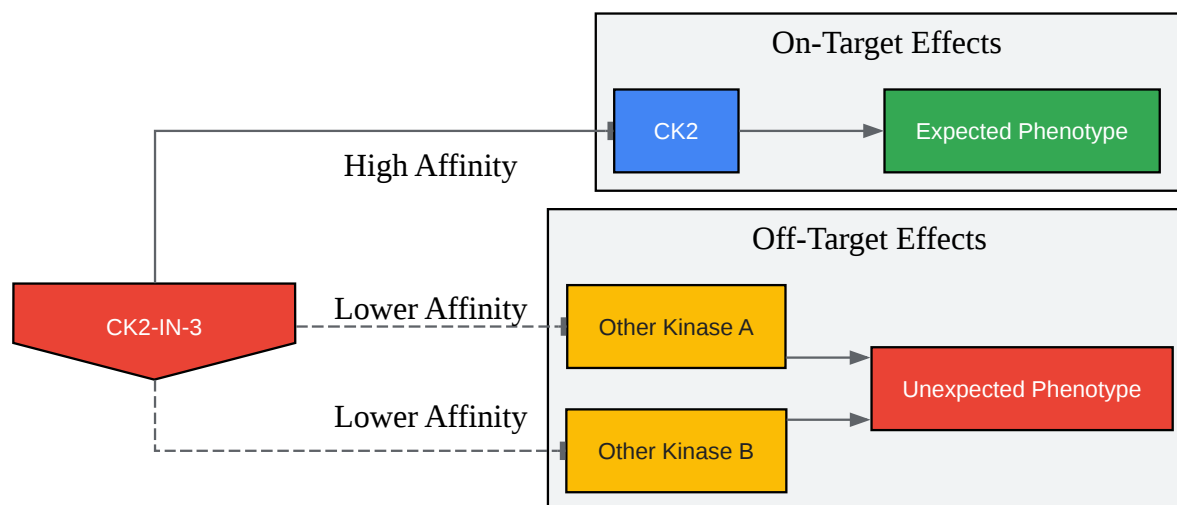 On-Target Effects
CK2
Expected Phenotype
High Affinity
Off-Target Effects
CK2-IN-3
Lower Affinity
Other Kinase A
Unexpected Phenotype
Lower Affinity
Other Kinase B